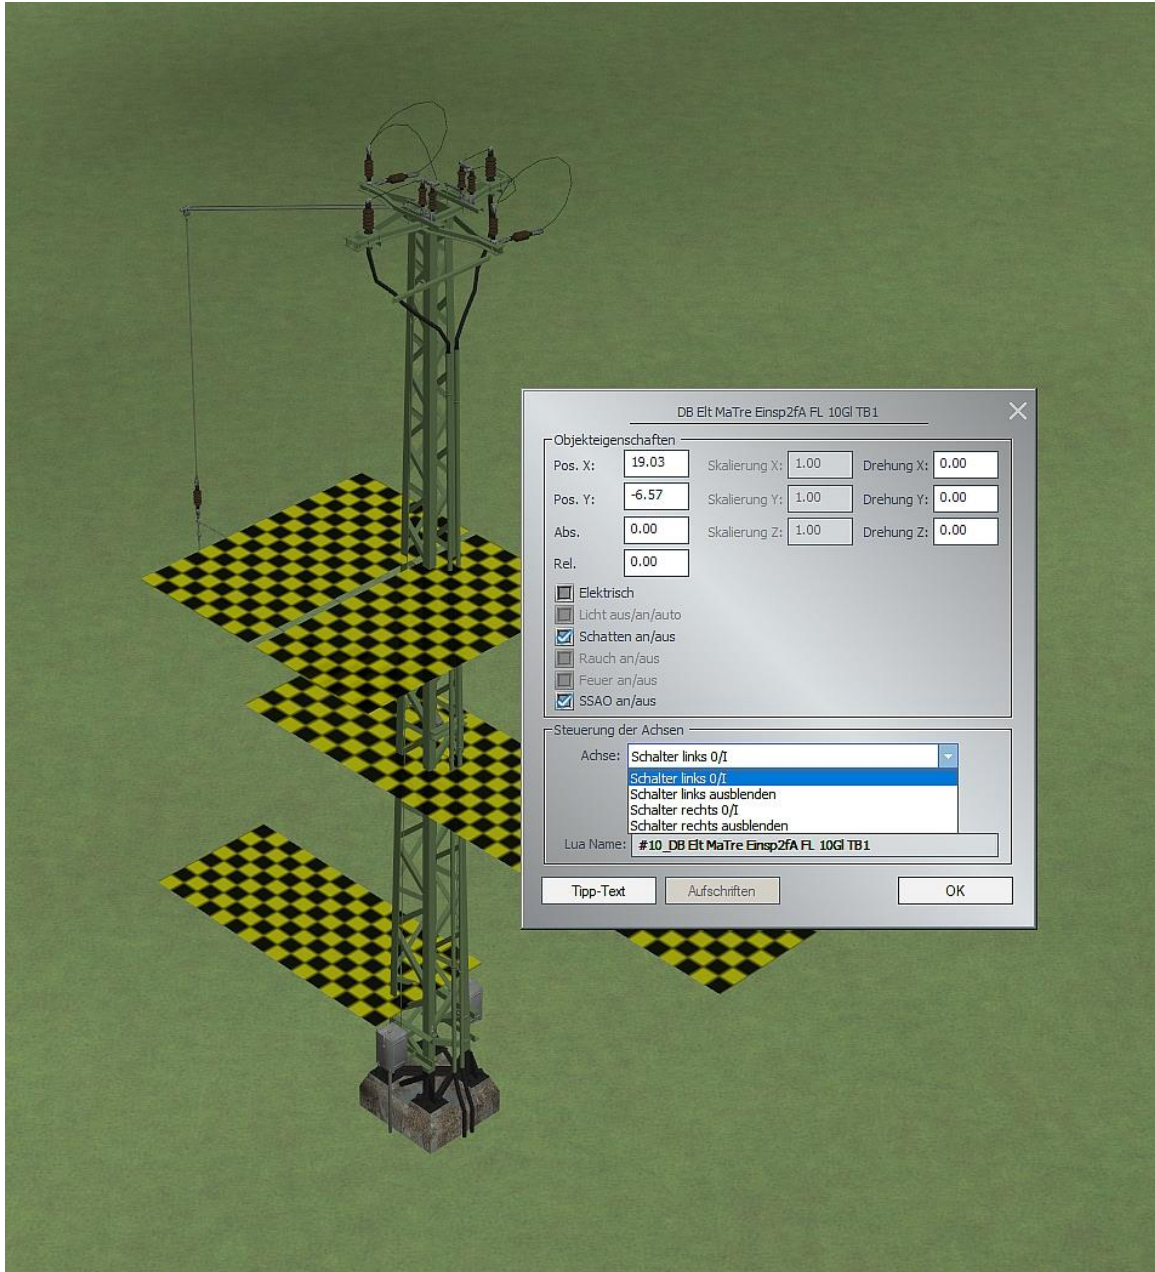 DB Elt MaTre Einsp2fA FL 10Gl TB1
Objekteigenschaften
Pos. X: 19.03 Skalierung X: 1.00 Drehung X: 0.00
Pos. Y: -6.57 Skalierung Y: 1.00 Drehung Y: 0.00
Abs. 0.00 Skalierung Z: 1.00 Drehung Z: 0.00
Rel. 0.00
Elektrisch
Licht aus/an/auto
Schatten an/aus
Rauch an/aus
Feuer an/aus
SSAO an/aus
Steuerung der Achsen
Achse: Schalter links 0/I
Schalter links 0/I
Schalter links ausblenden
Schalter rechts 0/I
Schalter rechts ausblenden
Lua Name: #10_DB Elt MaTre Einsp2fA FL 10Gl TB1
Tipp-Text Aufschriften OK